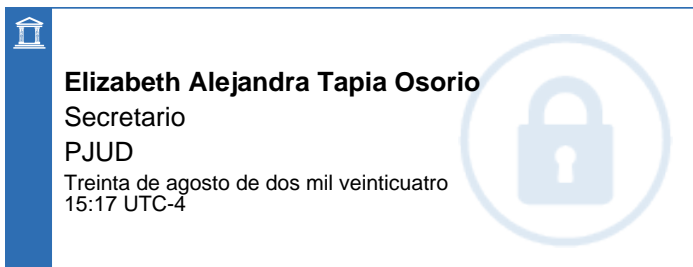 Elizabeth Alejandra Tapia Osorio
Secretario
PJUD
Treinta de agosto de dos mil veinticuatro
15:17 UTC-4